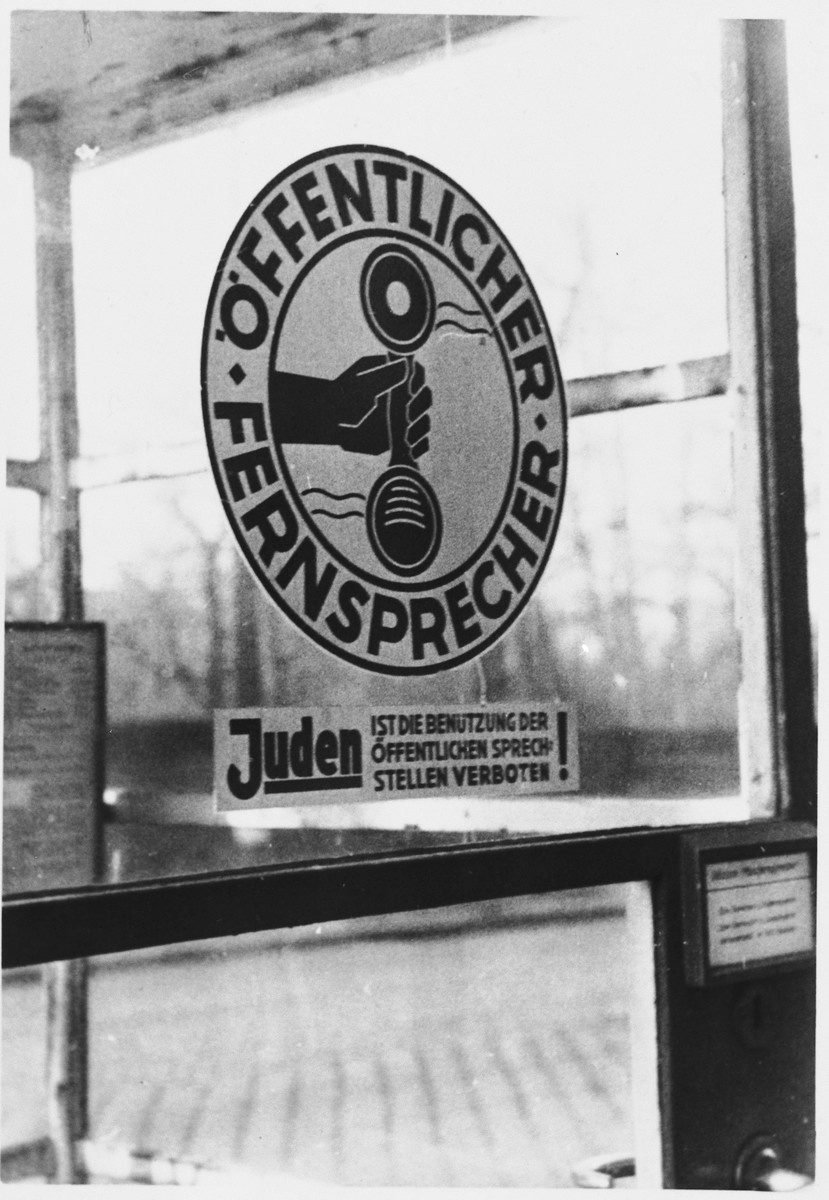 ÖFFENTLICHER
FERNSPRECHER
Juden
IST DIE BENÜTZUNG DER
ÖFFENTLICHEN SPRECH-
STELLEN VERBOTEN!